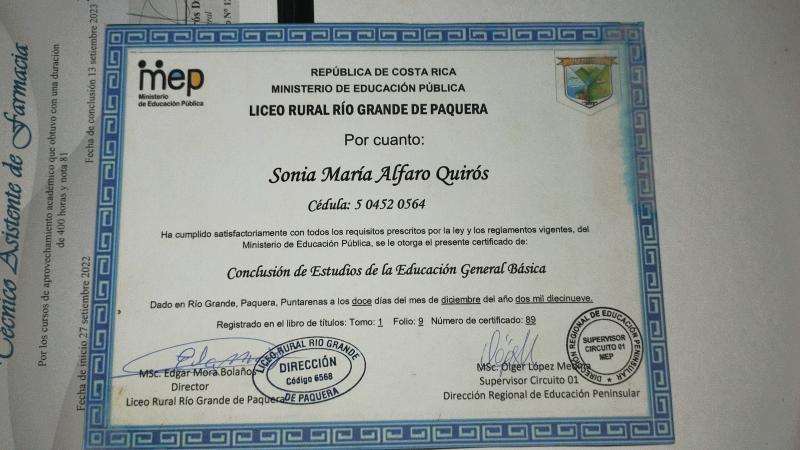 mep
Ministerio
de Educación Pública
REPÚBLICA DE COSTA RICA
MINISTERIO DE EDUCACIÓN PÚBLICA
LICEO RURAL RÍO GRANDE DE PAQUERA
Por cuanto:
Sonia María Alfaro Quirós
Cédula: 5 0452 0564
Ha cumplido satisfactoriamente con todos los requisitos prescritos por la ley y los reglamentos vigentes, del
Ministerio de Educación Pública, se le otorga el presente certificado de:
Conclusión de Estudios de la Educación General Básica
Dado en Río Grande, Paquera, Puntarenas a los doce días del mes de diciembre del año dos mil diecinueve.
Registrado en el libro de títulos: Tomo: 1 Folio: 9 Número de certificado: 89
MSc. Edgar Mora Bolaños
Director
Liceo Rural Río Grande de Paquera
LICEO RURAL RIO GRANDE
DIRECCIÓN
Código 6568
DE PAQUERA
MSc. Olger López
Supervisor Circuito 01
Dirección Regional de Educación Peninsular
DIRECCIÓN REGIONAL DE EDUCACIÓN PENINSULAR
SUPERVISOR
CIRCUITO 01
MEP
Técnico Asistente de Farmacia
Por los cursos de aprovechamiento académico que obtuvo con una duración
de 400 horas y nota 81
Fecha de inicio 27 setiembre 2022
Fecha de conclusión 13 setiembre 2023